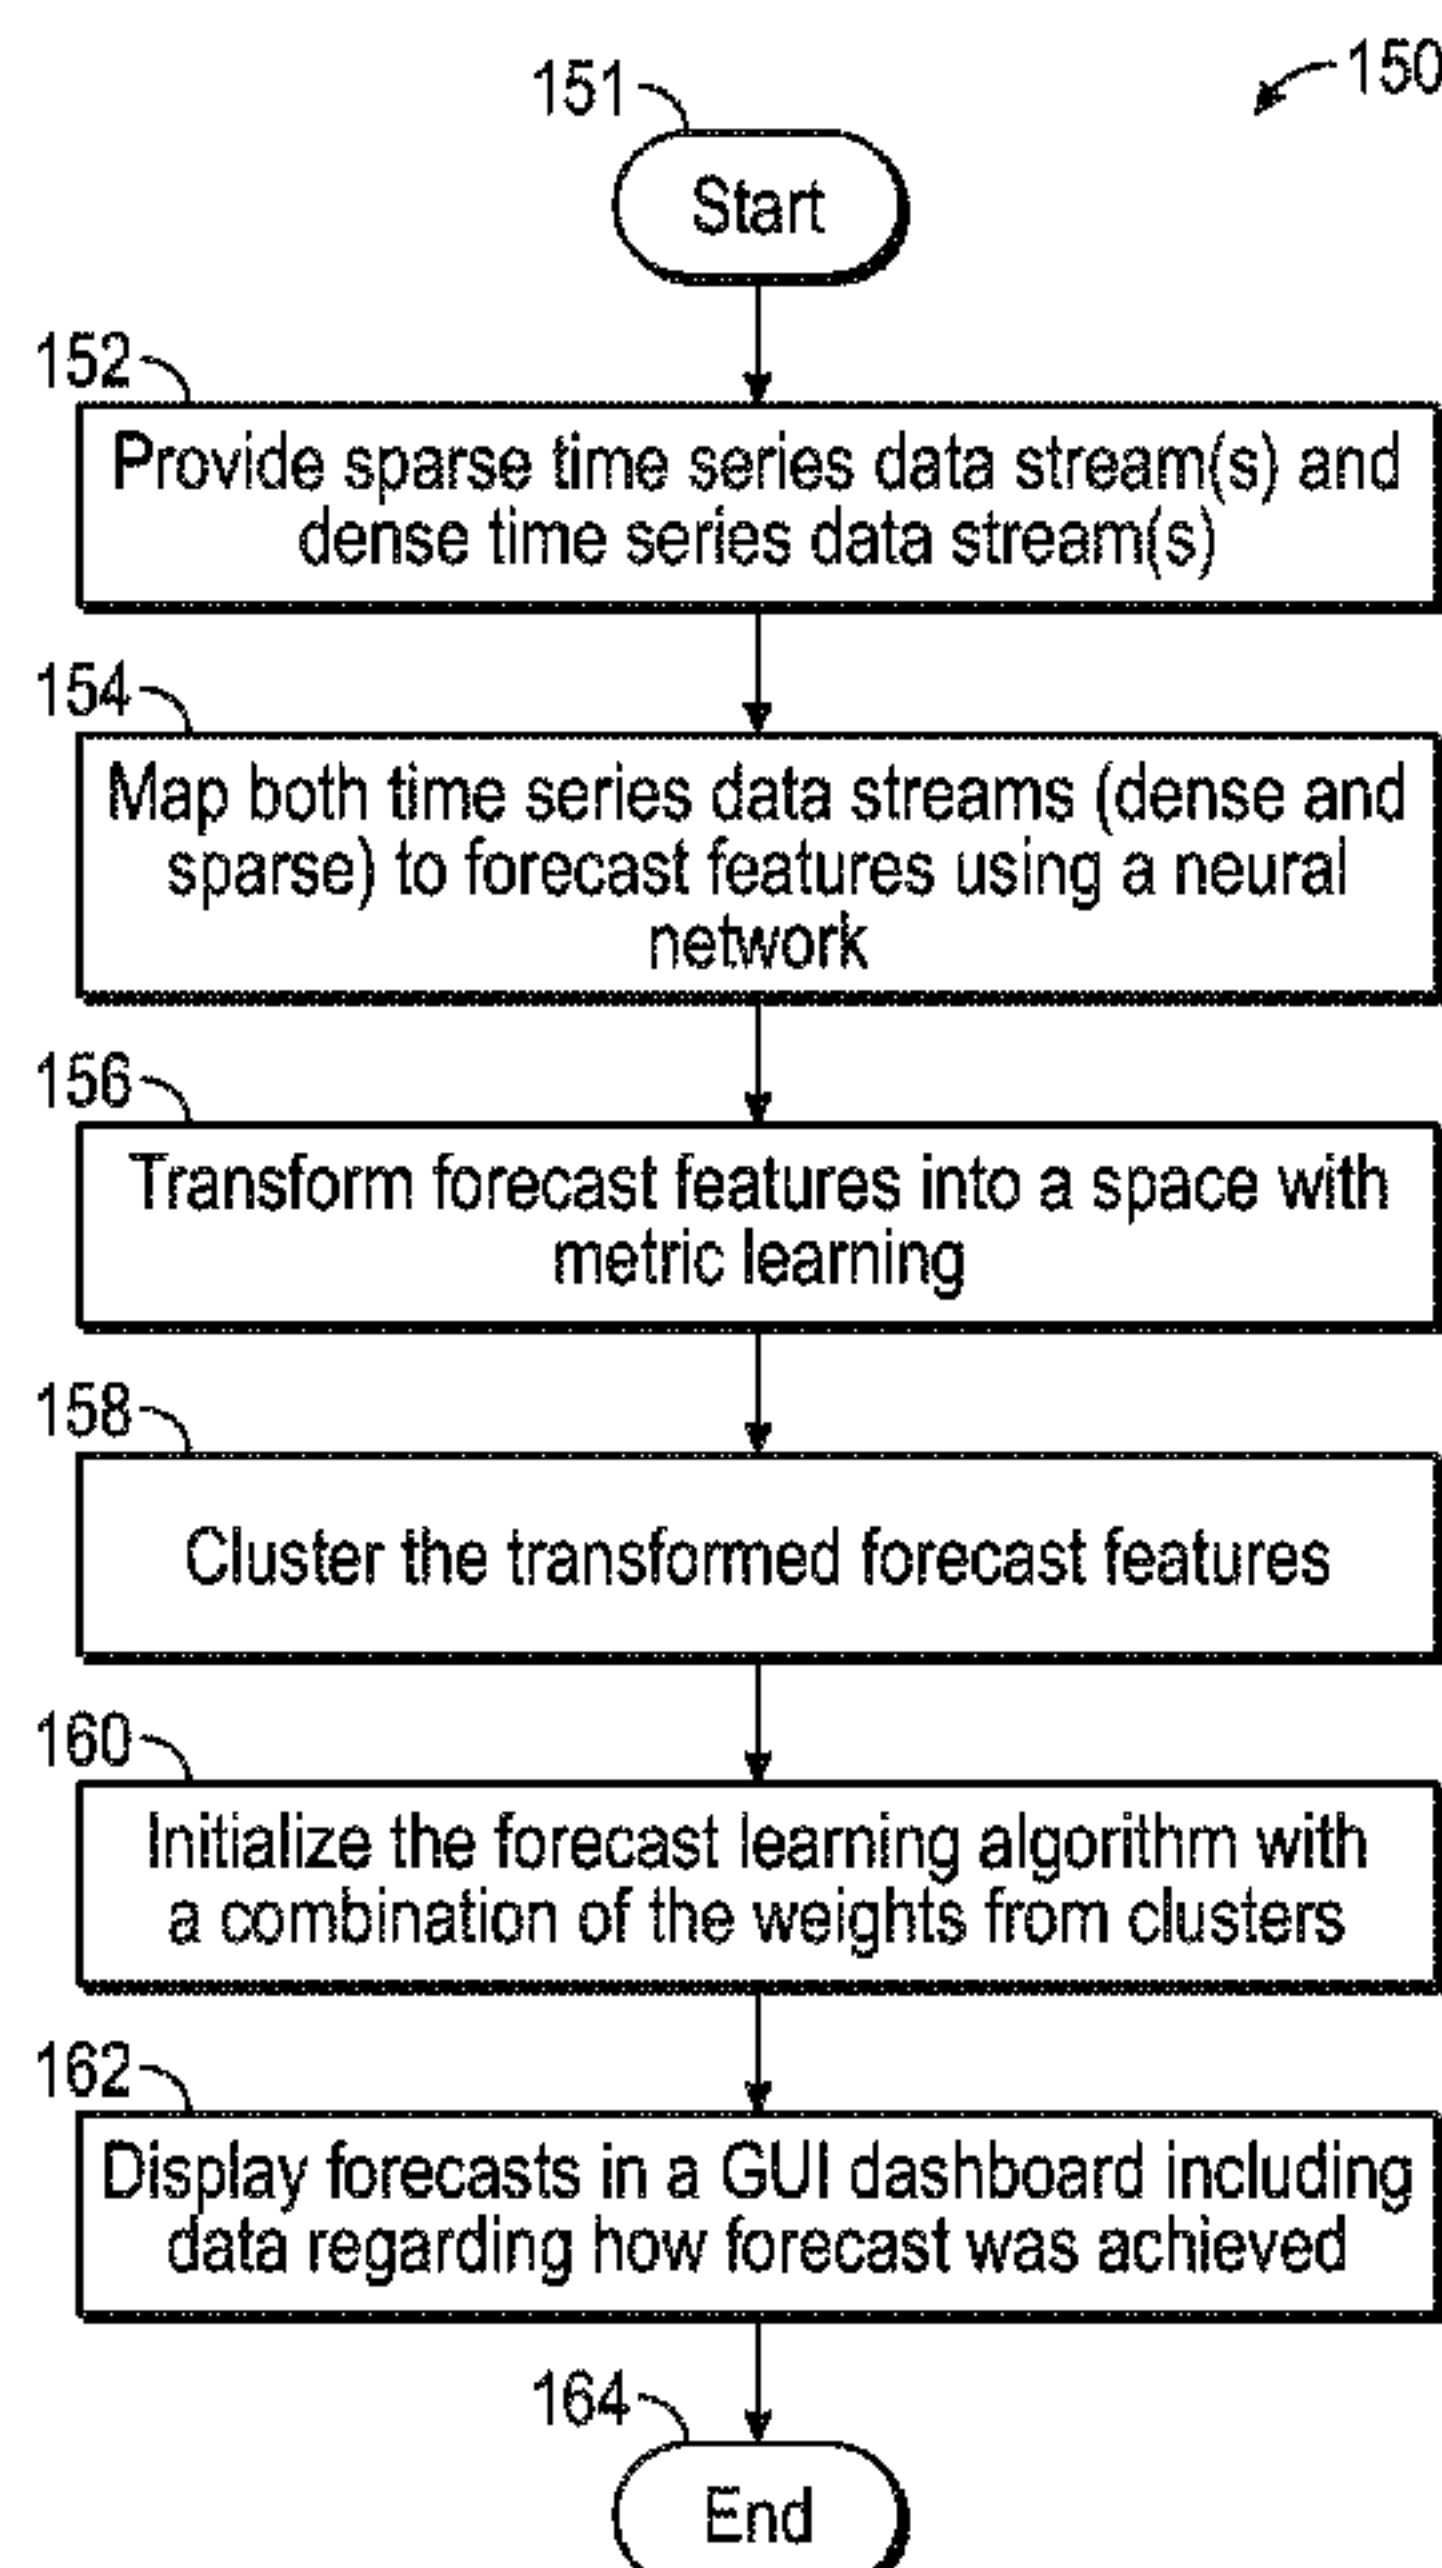 150
151
Start
152
Provide sparse time series data stream(s) and
dense time series data stream(s)
154
Map both time series data streams (dense and
sparse) to forecast features using a neural
network
156
Transform forecast features into a space with
metric learning
158
Cluster the transformed forecast features
160
Initialize the forecast learning algorithm with
a combination of the weights from clusters
162
Display forecasts in a GUI dashboard including
data regarding how forecast was achieved
164
End